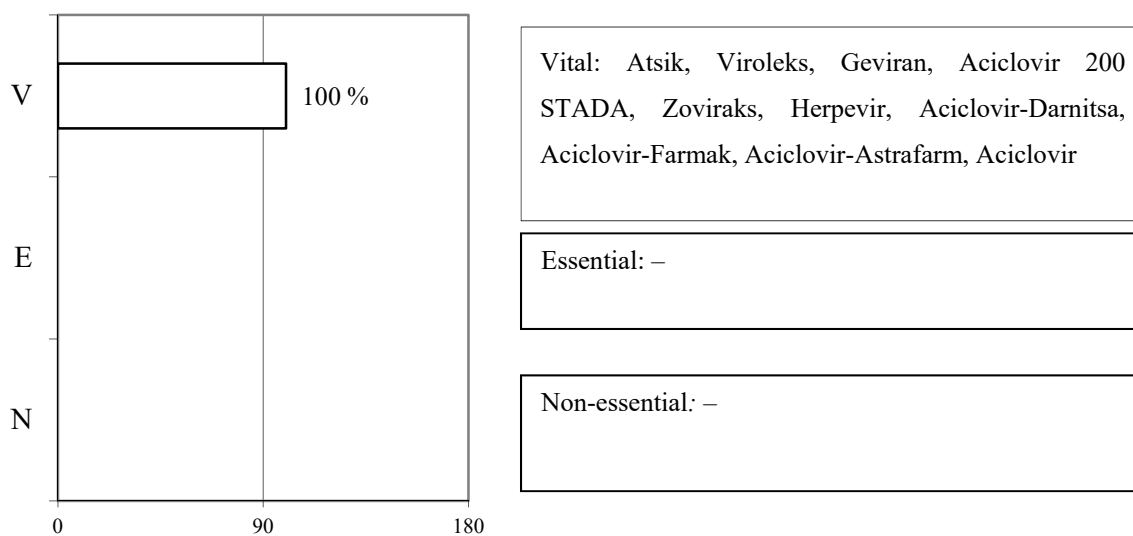 V
100 %
E
N
0
90
180
Vital: Atsik, Viroleks, Geviran, Aciclovir 200
STADA, Zoviraks, Herpevir, Aciclovir-Darnitsa,
Aciclovir-Farmak, Aciclovir-Astrafarm, Aciclovir
Essential: –
Non-essential: –